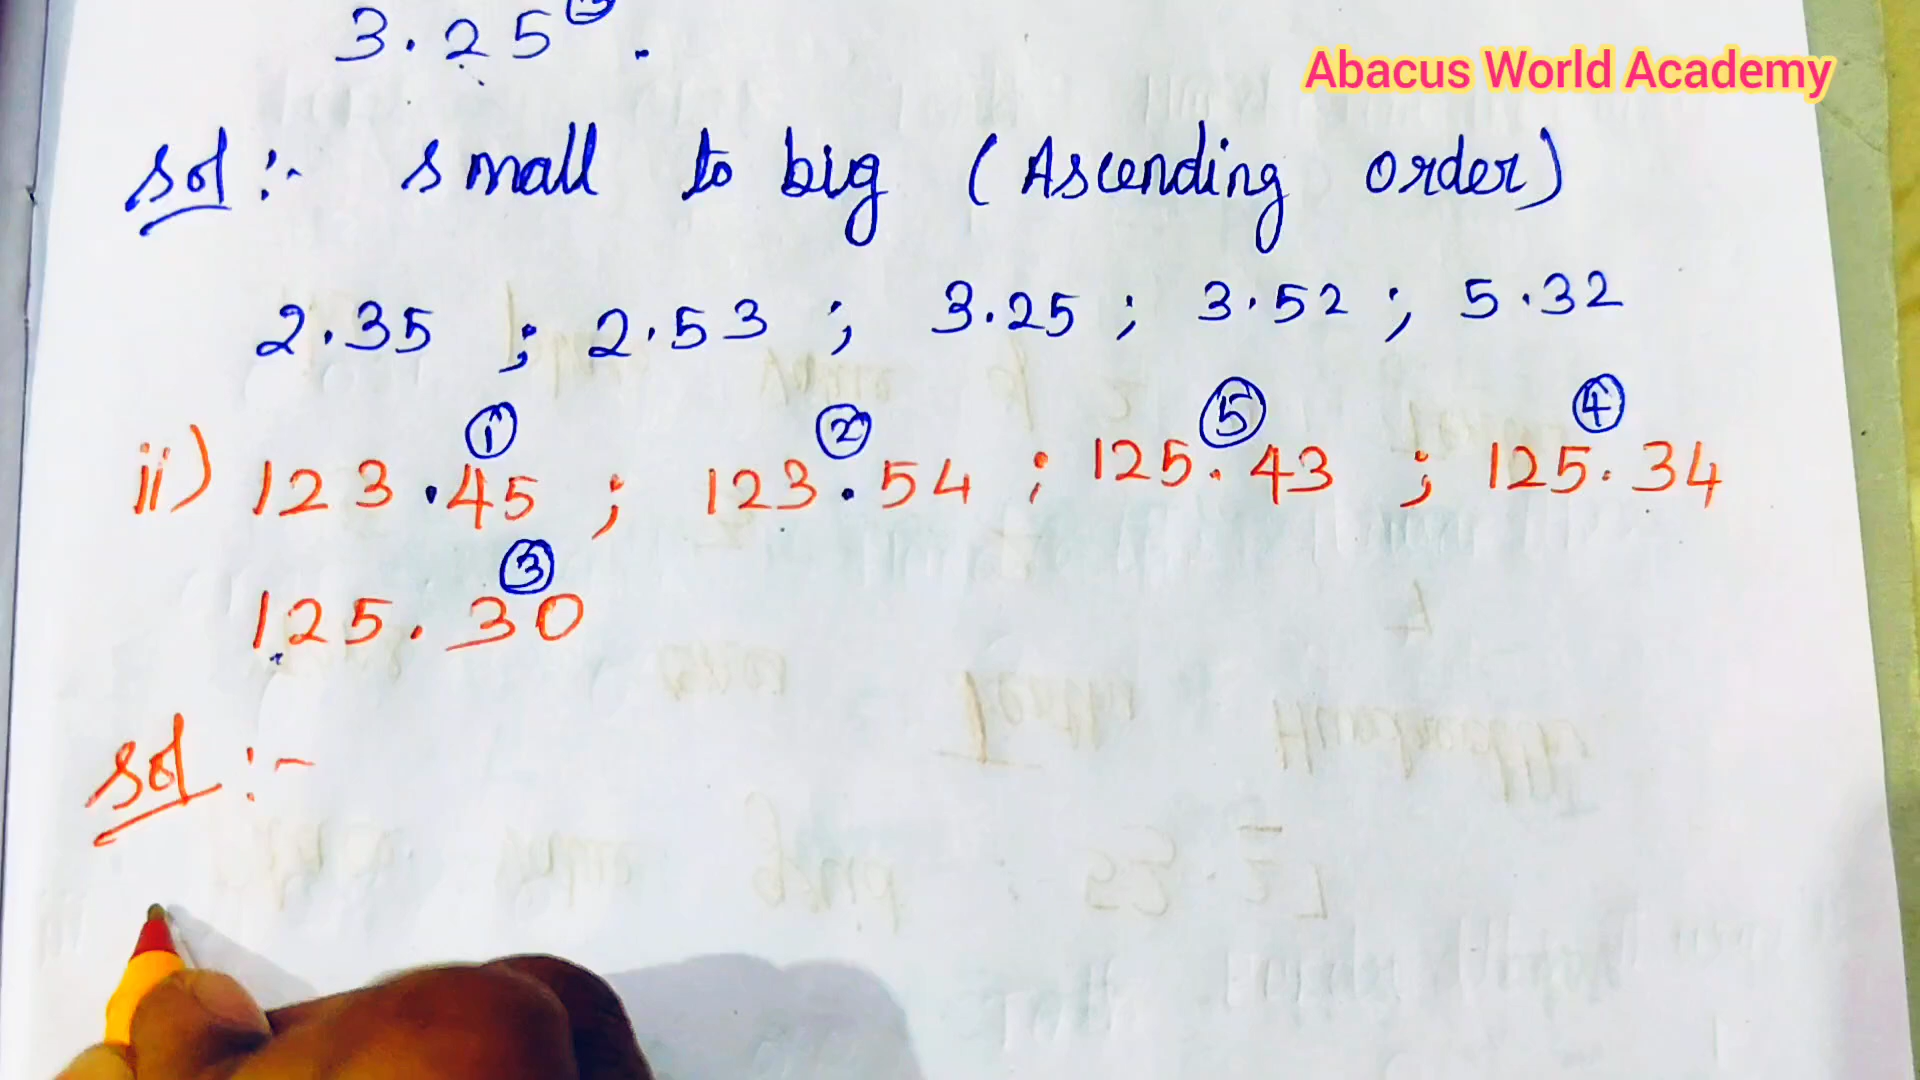 3.25 ③ .
Abacus World Academy
sol :- small to big (Ascending order)
2.35 ; 2.53 ; 3.25 ; 3.52 ; 5.32
① ② ⑤ ④
ii) 123.45 ; 123.54 ; 125.43 ; 125.34
③
125.30
sol :-